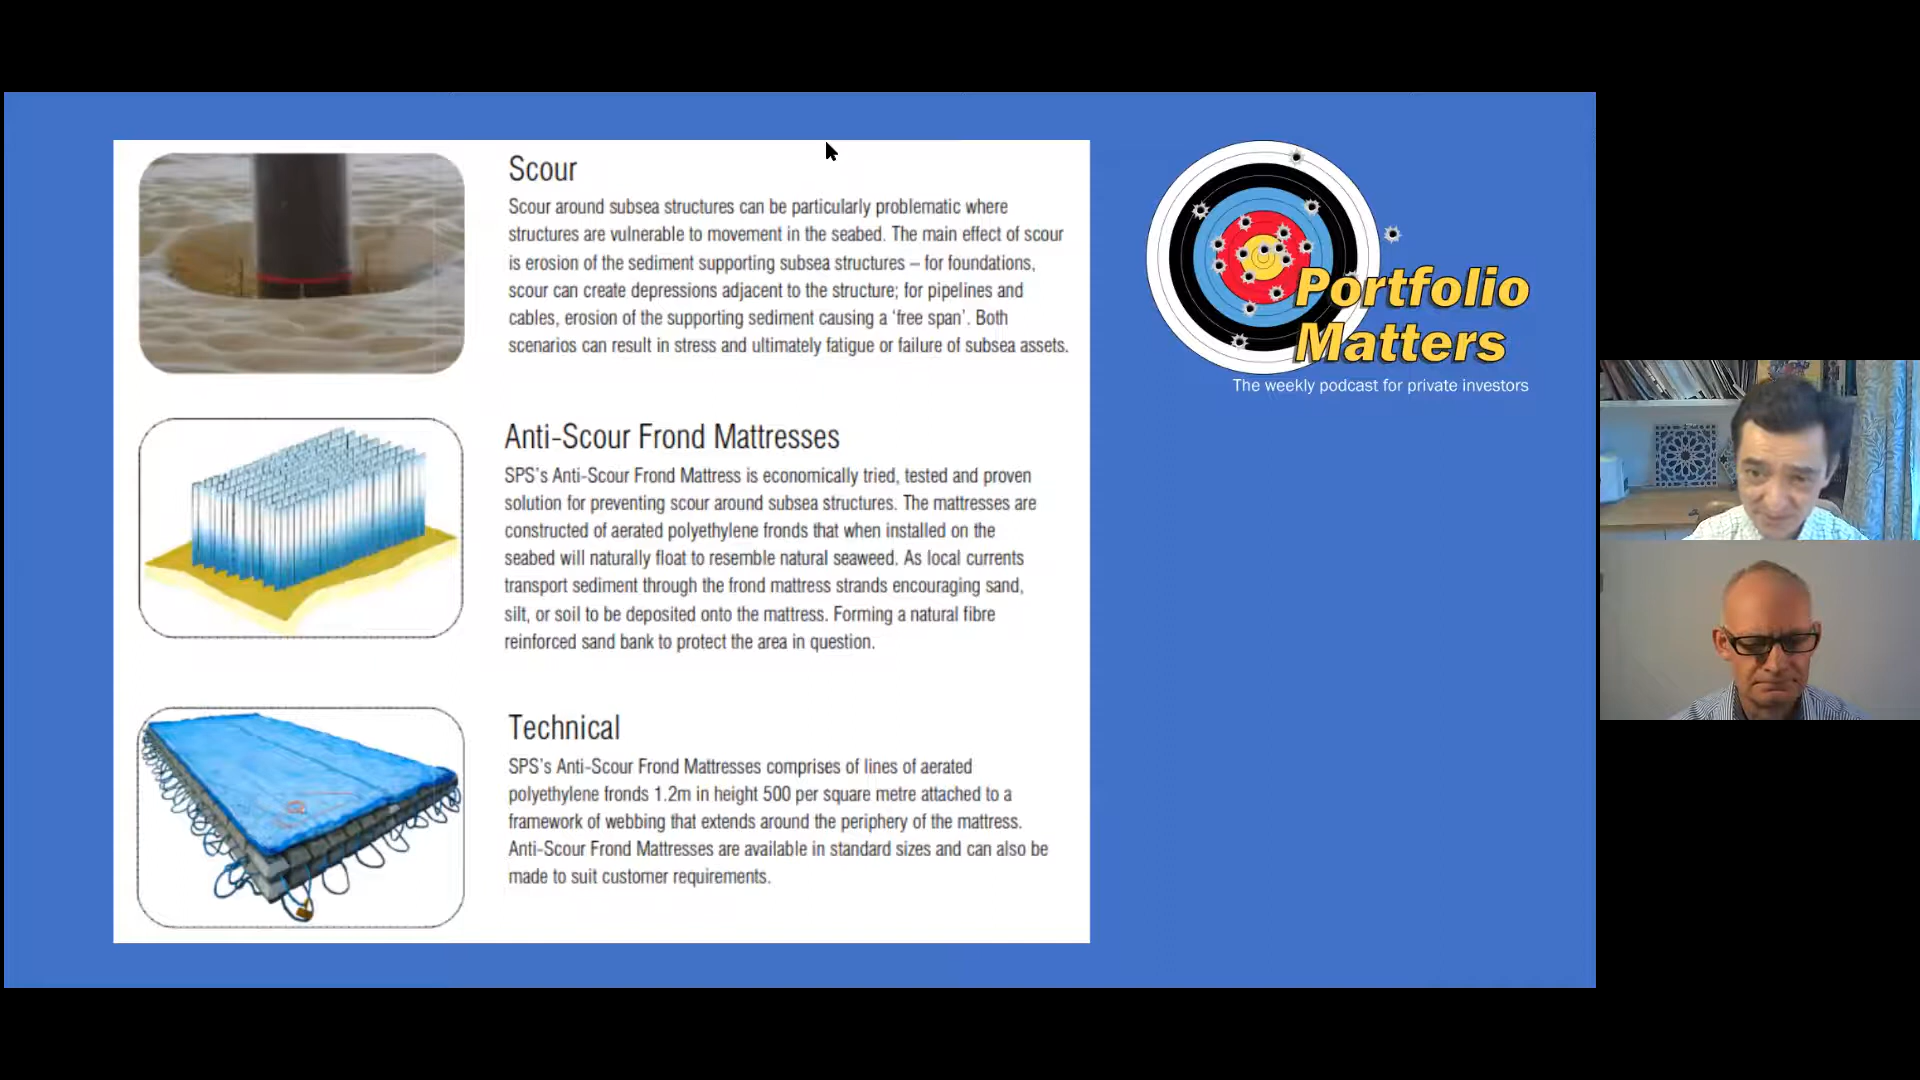 Scour
Scour around subsea structures can be particularly problematic where
structures are vulnerable to movement in the seabed. The main effect of scour
is erosion of the sediment supporting subsea structures – for foundations,
scour can create depressions adjacent to the structure; for pipelines and
cables, erosion of the supporting sediment causing a ‘free span’. Both
scenarios can result in stress and ultimately fatigue or failure of subsea assets.
Anti-Scour Frond Mattresses
SPS’s Anti-Scour Frond Mattress is economically tried, tested and proven
solution for preventing scour around subsea structures. The mattresses are
constructed of aerated polyethylene fronds that when installed on the
seabed will naturally float to resemble natural seaweed. As local currents
transport sediment through the frond mattress strands encouraging sand,
silt, or soil to be deposited onto the mattress. Forming a natural fibre
reinforced sand bank to protect the area in question.
Technical
SPS’s Anti-Scour Frond Mattresses comprises of lines of aerated
polyethylene fronds 1.2m in height 500 per square metre attached to a
framework of webbing that extends around the periphery of the mattress.
Anti-Scour Frond Mattresses are available in standard sizes and can also be
made to suit customer requirements.
Portfolio
Matters
The weekly podcast for private investors